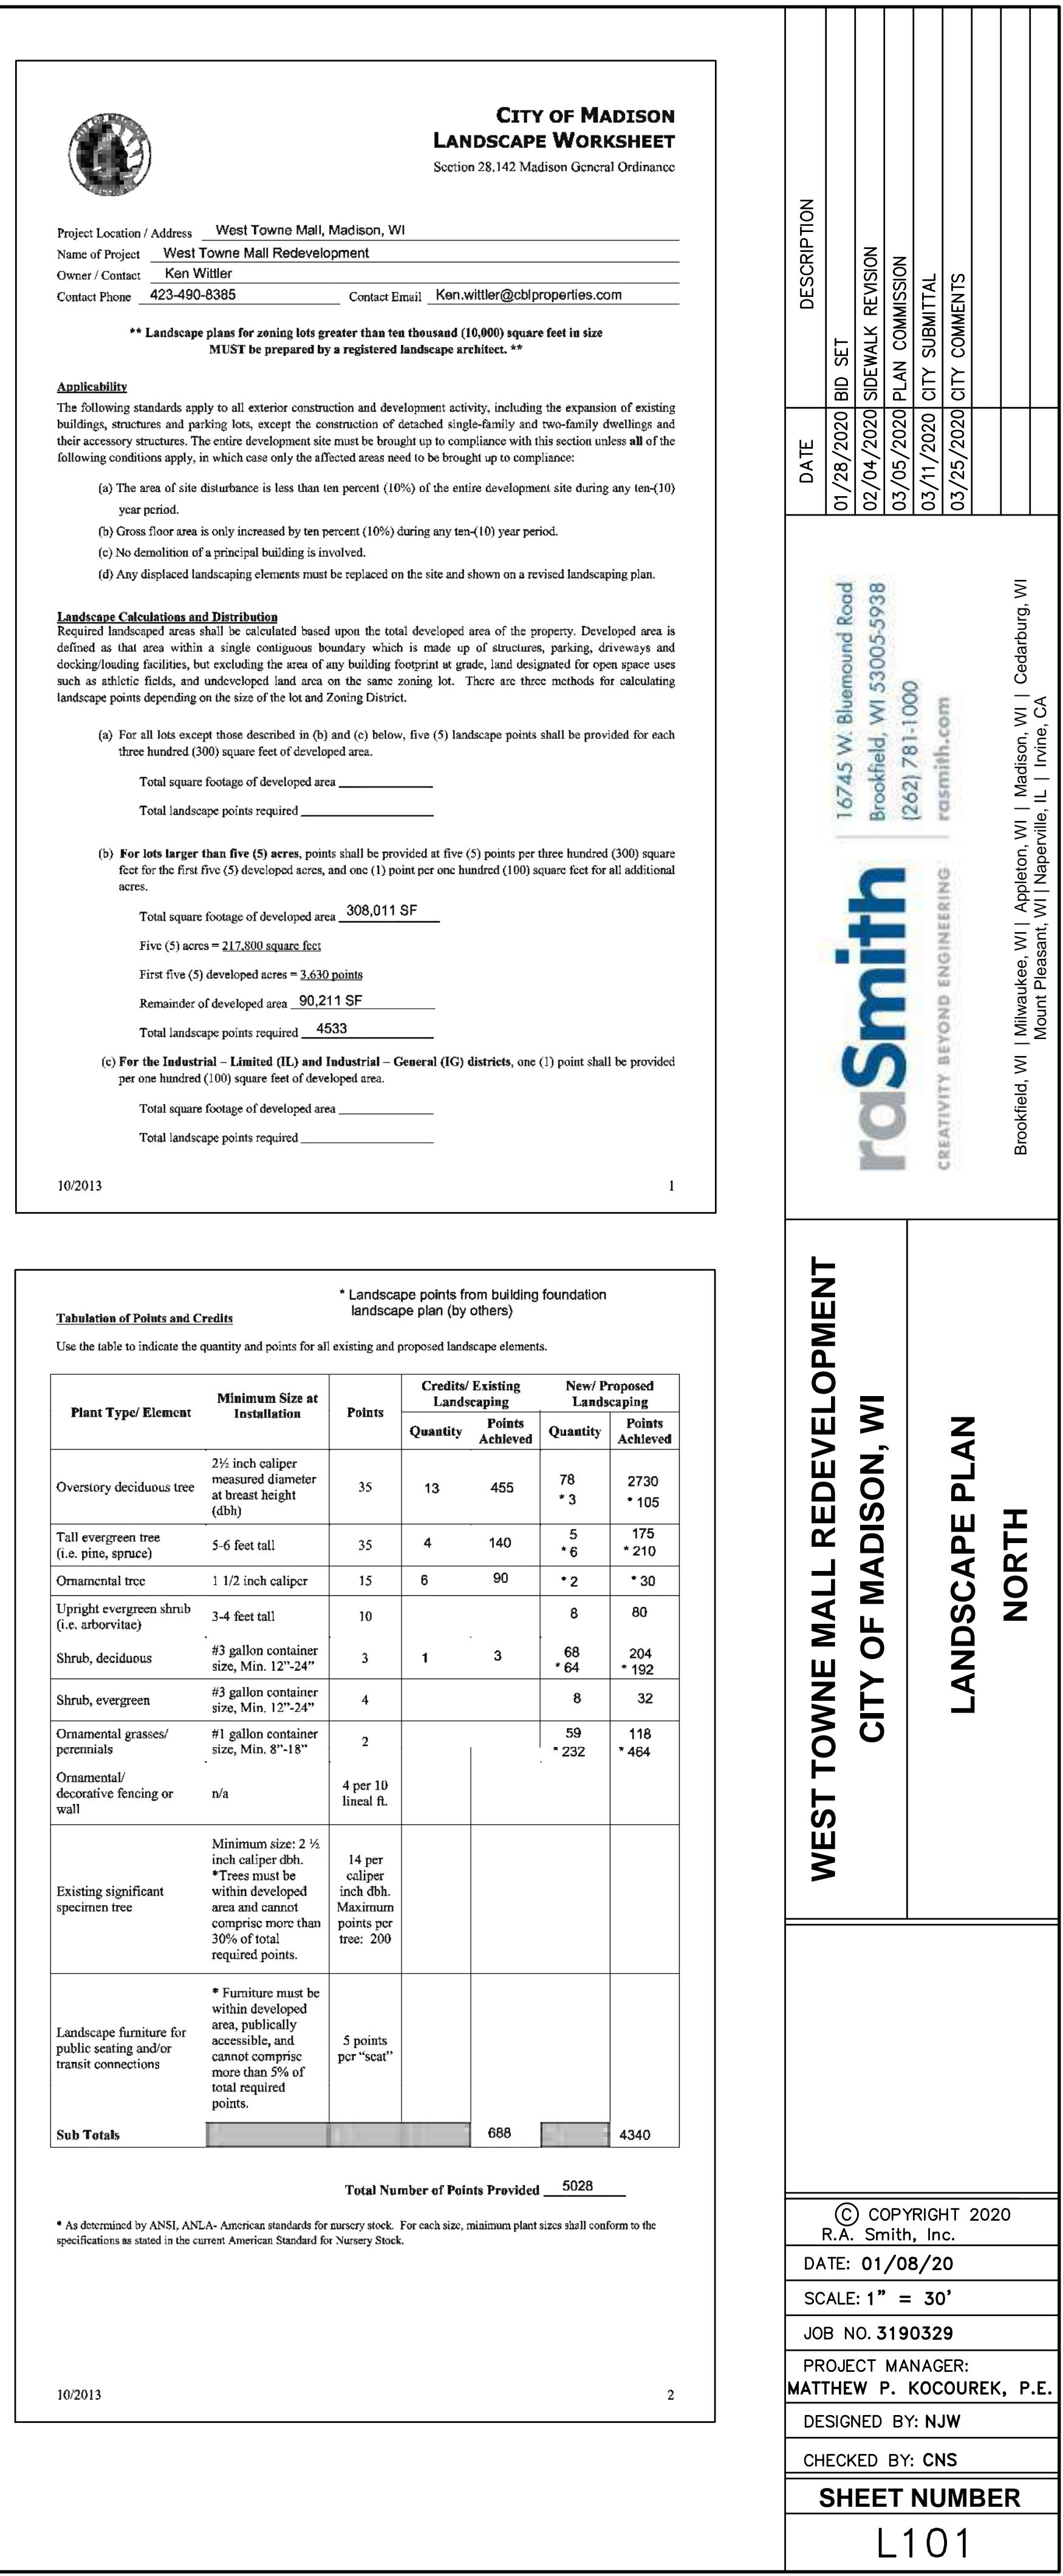 CITY OF MADISON
LANDSCAPE WORKSHEET
Section 28.142 Madison General Ordinance
Project Location / Address West Towne Mall, Madison, WI
Name of Project West Towne Mall Redevelopment
Owner / Contact Ken Wittler
Contact Phone 423-490-8385 Contact Email Ken.wittler@cblproperties.com
** Landscape plans for zoning lots greater than ten thousand (10,000) square feet in size
MUST be prepared by a registered landscape architect. **
Applicability
The following standards apply to all exterior construction and development activity, including the expansion of existing
buildings, structures and parking lots, except the construction of detached single-family and two-family dwellings and
their accessory structures. The entire development site must be brought up to compliance with this section unless all of the
following conditions apply, in which case only the affected areas need to be brought up to compliance:
(a) The area of site disturbance is less than ten percent (10%) of the entire development site during any ten-(10)
year period.
(b) Gross floor area is only increased by ten percent (10%) during any ten-(10) year period.
(c) No demolition of a principal building is involved.
(d) Any displaced landscaping elements must be replaced on the site and shown on a revised landscaping plan.
Landscape Calculations and Distribution
Required landscaped areas shall be calculated based upon the total developed area of the property. Developed area is
defined as that area within a single contiguous boundary which is made up of structures, parking, driveways and
docking/loading facilities, but excluding the area of any building footprint at grade, land designated for open space uses
such as athletic fields, and undeveloped land area on the same zoning lot. There are three methods for calculating
landscape points depending on the size of the lot and Zoning District.
(a) For all lots except those described in (b) and (c) below, five (5) landscape points shall be provided for each
three hundred (300) square feet of developed area.
Total square footage of developed area
Total landscape points required
(b) For lots larger than five (5) acres, points shall be provided at five (5) points per three hundred (300) square
feet for the first five (5) developed acres, and one (1) point per one hundred (100) square feet for all additional
acres.
Total square footage of developed area 308,011 SF
Five (5) acres = 217,800 square feet
First five (5) developed acres = 3,630 points
Remainder of developed area 90,211 SF
Total landscape points required 4533
(c) For the Industrial – Limited (IL) and Industrial – General (IG) districts, one (1) point shall be provided
per one hundred (100) square feet of developed area.
Total square footage of developed area
Total landscape points required
10/2013 1
* Landscape points from building foundation
landscape plan (by others)
Tabulation of Points and Credits
Use the table to indicate the quantity and points for all existing and proposed landscape elements.
Plant Type/ Element
Minimum Size at
Installation
Points
Credits/ Existing
Landscaping
New/ Proposed
Landscaping
Quantity
Points
Achieved
Quantity
Points
Achieved
Overstory deciduous tree
2½ inch caliper
measured diameter
at breast height
(dbh)
35
13
455
78
* 3
2730
* 105
Tall evergreen tree
(i.e. pine, spruce)
5-6 feet tall
35
4
140
5
* 6
175
* 210
Ornamental tree
1 1/2 inch caliper
15
6
90
* 2
* 30
Upright evergreen shrub
(i.e. arborvitae)
3-4 feet tall
10
8
80
Shrub, deciduous
#3 gallon container
size, Min. 12"-24"
3
1
3
68
* 64
204
* 192
Shrub, evergreen
#3 gallon container
size, Min. 12"-24"
4
8
32
Ornamental grasses/
perennials
#1 gallon container
size, Min. 8"-18"
2
59
* 232
118
* 464
Ornamental/
decorative fencing or
wall
n/a
4 per 10
lineal ft.
Existing significant
specimen tree
Minimum size: 2 ½
inch caliper dbh.
*Trees must be
within developed
area and cannot
comprise more than
30% of total
required points.
14 per
caliper
inch dbh.
Maximum
points per
tree: 200
Landscape furniture for
public seating and/or
transit connections
* Furniture must be
within developed
area, publically
accessible, and
cannot comprise
more than 5% of
total required
points.
5 points
per "seat"
Sub Totals
688
4340
Total Number of Points Provided 5028
* As determined by ANSI, ANLA- American standards for nursery stock. For each size, minimum plant sizes shall conform to the
specifications as stated in the current American Standard for Nursery Stock.
10/2013 2
DATE DESCRIPTION
01/28/2020 BID SET
02/04/2020 SIDEWALK REVISION
03/05/2020 PLAN COMMISSION
03/11/2020 CITY SUBMITTAL
03/25/2020 CITY COMMENTS
raSmith
CREATIVITY BEYOND ENGINEERING
16745 W. Bluemound Road
Brookfield, WI 53005-5938
(262) 781-1000
rasmith.com
Brookfield, WI | Milwaukee, WI | Appleton, WI | Madison, WI | Cedarburg, WI
Mount Pleasant, WI | Naperville, IL | Irvine, CA
WEST TOWNE MALL REDEVELOPMENT
CITY OF MADISON, WI
LANDSCAPE PLAN
NORTH
© COPYRIGHT 2020
R.A. Smith, Inc.
DATE: 01/08/20
SCALE: 1" = 30'
JOB NO. 3190329
PROJECT MANAGER:
MATTHEW P. KOCOUREK, P.E.
DESIGNED BY: NJW
CHECKED BY: CNS
SHEET NUMBER
L101